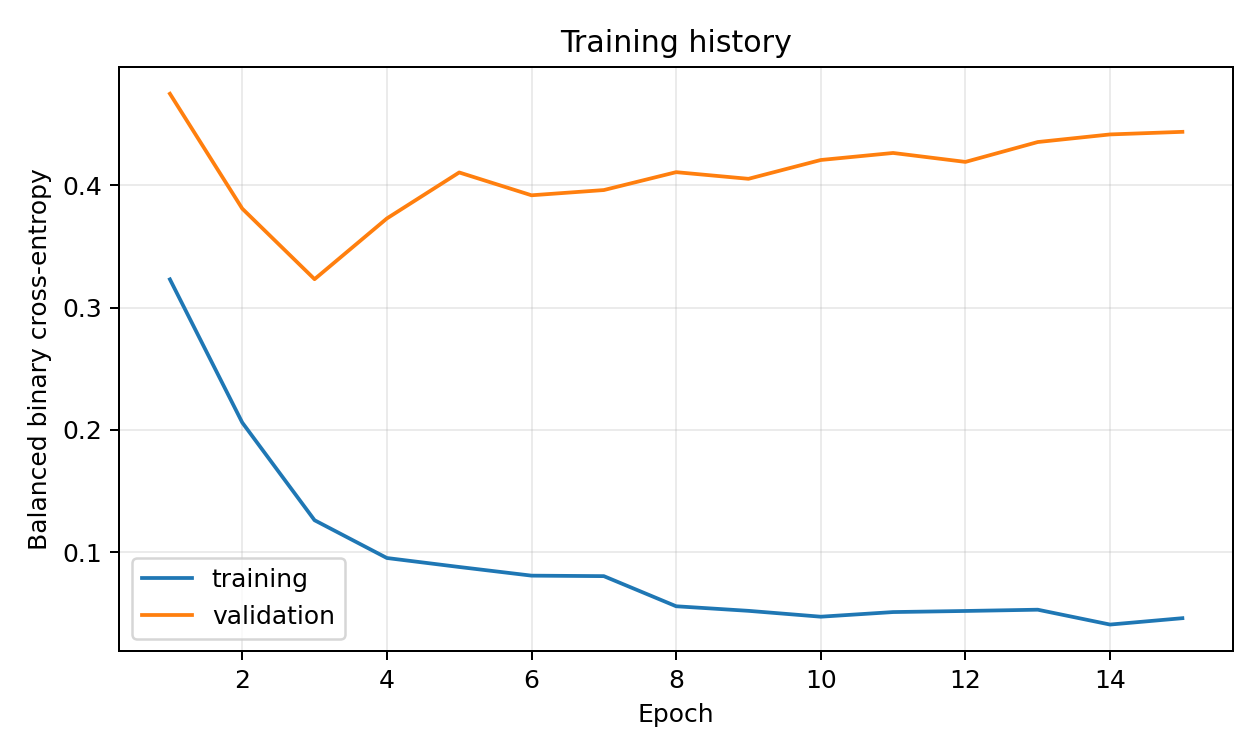 Training history
Balanced binary cross-entropy
0.4
0.3
0.2
0.1
training
validation
2 4 6 8 10 12 14
Epoch